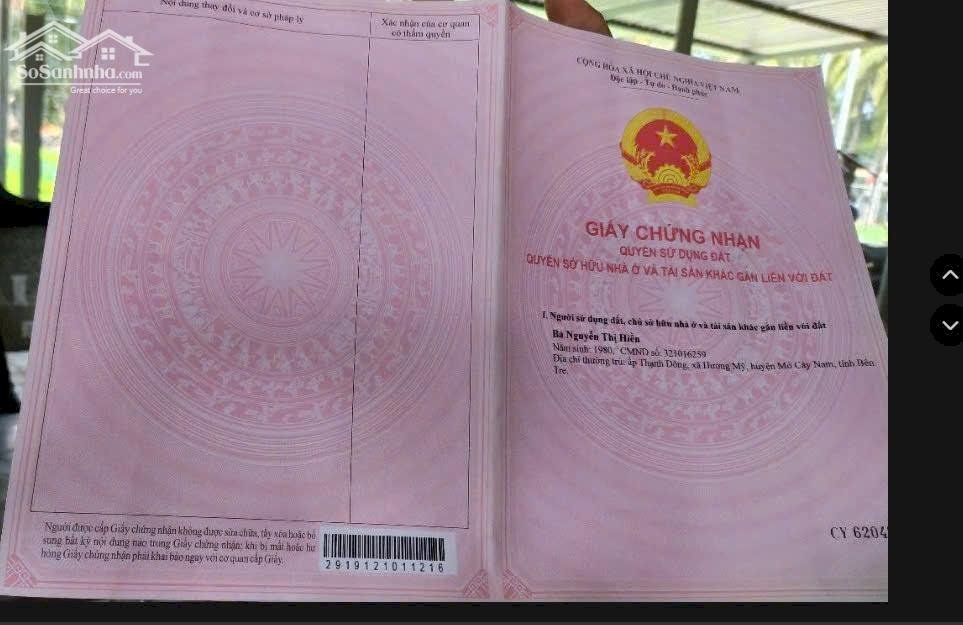 SoSanhnha.com
Great choice for you
Nội dung thay đổi và cơ sở pháp lý
Xác nhận của cơ quan
có thẩm quyền
Người được cấp Giấy chứng nhận không được sửa chữa, tẩy xóa hoặc bổ
sung bất kỳ nội dung nào trong Giấy chứng nhận; khi bị mất hoặc hư
hỏng Giấy chứng nhận phải khai báo ngay với cơ quan cấp Giấy.
2919121011216
CỘNG HÒA XÃ HỘI CHỦ NGHĨA VIỆT NAM
Độc lập - Tự do - Hạnh phúc
GIẤY CHỨNG NHẬN
QUYỀN SỬ DỤNG ĐẤT
QUYỀN SỞ HỮU NHÀ Ở VÀ TÀI SẢN KHÁC GẮN LIỀN VỚI ĐẤT
I. Người sử dụng đất, chủ sở hữu nhà ở và tài sản khác gắn liền với đất
Bà Nguyễn Thị Hiền
Năm sinh: 1980, CMND số: 321016259
Địa chỉ thường trú: ấp Thạnh Đông, xã Hương Mỹ, huyện Mỏ Cày Nam, tỉnh Bến
Tre.
CY 6204